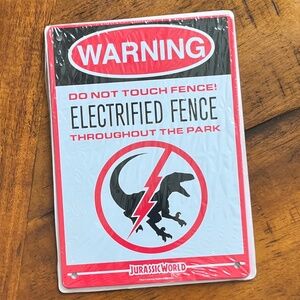 WARNING
DO NOT TOUCH FENCE!
ELECTRIFIED FENCE
THROUGHOUT THE PARK
JURASSIC WORLD